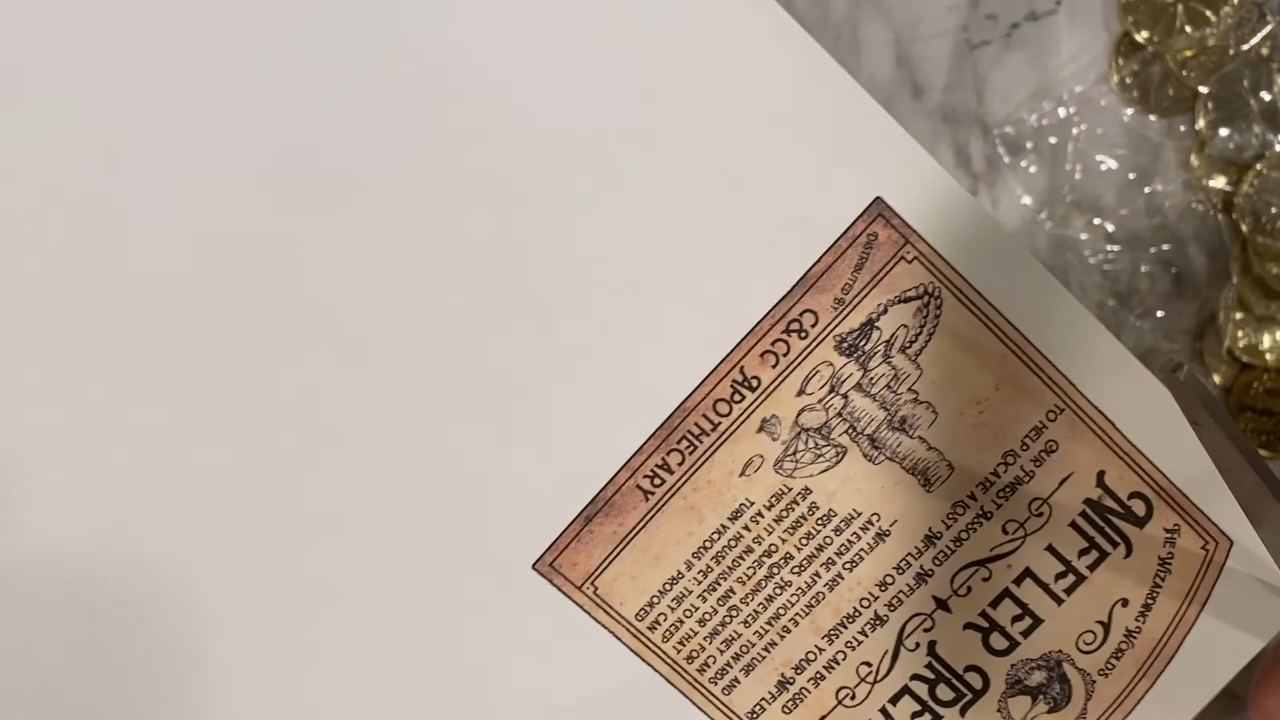 THE WIZARDING WORLD'S
NIFFLER
OUR FINEST ASSORTED NIFFLER TREATS CAN BE USED
TO HELP LOCATE A LOST NIFFLER OR TO PRAISE YOUR NIFFLER
"NIFFLERS ARE GENTLE BY NATURE AND
CAN EVEN BE AFFECTIONATE TOWARDS
THEIR OWNERS. HOWEVER THEY CAN
DESTROY BELONGINGS LOOKING FOR
SPARKLY OBJECTS AND FOR THAT
REASON IT IS INADVISABLE TO KEEP
THEM AS A HOUSE PET: THEY CAN
TURN VICIOUS IF PROVOKED
DISTRIBUTED BY:
C&CC APOTHECARY